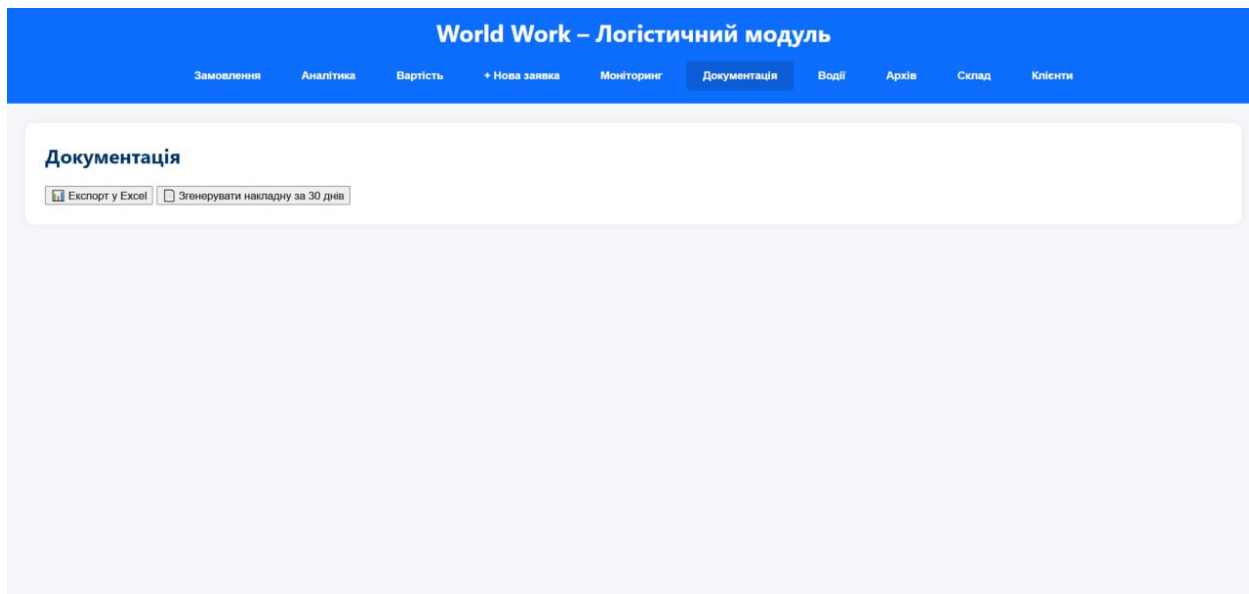 World Work – Логістичний модуль
Замовлення Аналітика Вартість + Нова заявка Моніторинг Документація Водії Архів Склад Клієнти
Документація
Експорт у Excel Згенерувати накладну за 30 днів